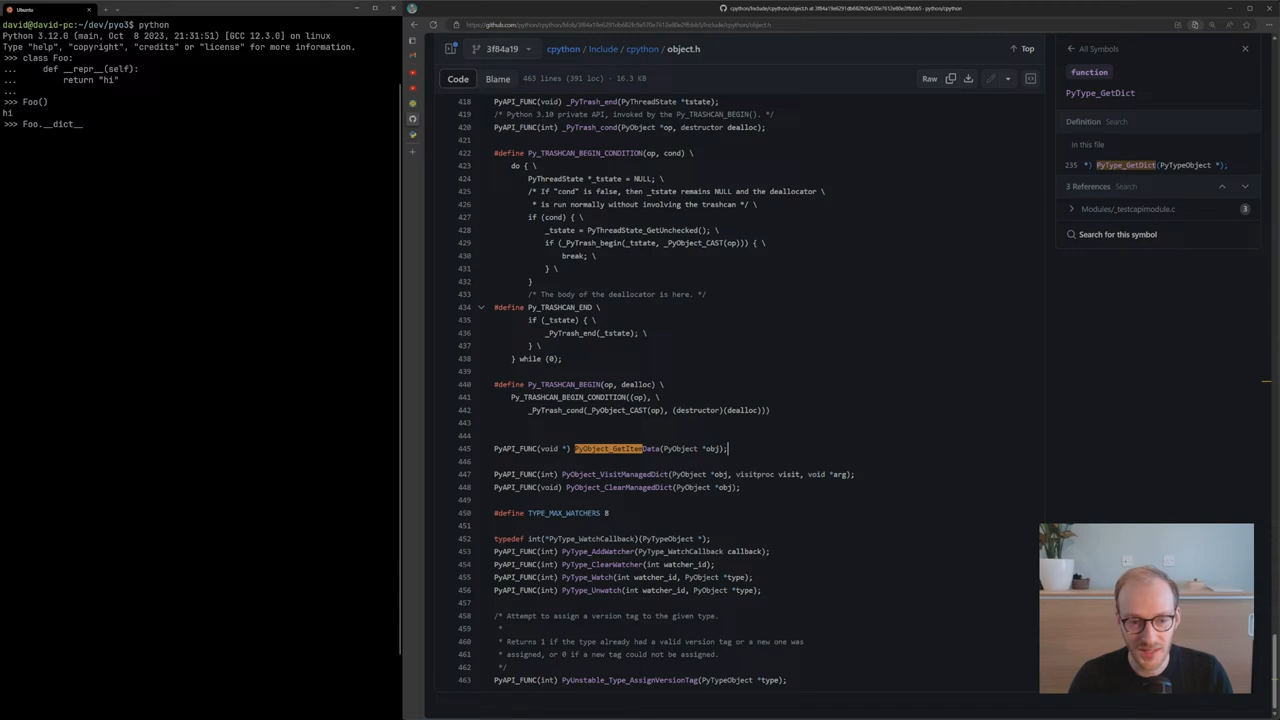 Ubuntu
david@david-pc:~/dev/pyo3$ python
Python 3.12.0 (main, Oct 8 2023, 21:31:51) [GCC 12.3.0] on linux
Type "help", "copyright", "credits" or "license" for more information.
>>> class Foo:
...     def __repr__(self):
...         return "hi"
...
>>> Foo()
hi
>>> Foo.__dict__
3f84a19
cpython / Include / cpython / object.h
Top
Code
Blame
463 lines (391 loc) · 16.3 KB
Raw
418 PyAPI_FUNC(void) _PyTrash_end(PyThreadState *tstate);
419 /* Python 3.10 private API, invoked by the Py_TRASHCAN_BEGIN(). */
420 PyAPI_FUNC(int) _PyTrash_cond(PyObject *op, destructor dealloc);
421
422 #define Py_TRASHCAN_BEGIN_CONDITION(op, cond) \
423     do { \
424         PyThreadState *_tstate = NULL; \
425         /* If "cond" is false, then _tstate remains NULL and the deallocator \
426          * is run normally without involving the trashcan */ \
427         if (cond) { \
428             _tstate = PyThreadState_GetUnchecked(); \
429             if (_PyTrash_begin(_tstate, _PyObject_CAST(op))) { \
430                 break; \
431             } \
432         }
433         /* The body of the deallocator is here. */
434 #define Py_TRASHCAN_END \
435         if (_tstate) { \
436             _PyTrash_end(_tstate); \
437         } \
438     } while (0);
439
440 #define Py_TRASHCAN_BEGIN(op, dealloc) \
441     Py_TRASHCAN_BEGIN_CONDITION((op), \
442         _PyTrash_cond(_PyObject_CAST(op), (destructor)(dealloc)))
443
444
445 PyAPI_FUNC(void *) PyObject_GetItemData(PyObject *obj);
446
447 PyAPI_FUNC(int) PyObject_VisitManagedDict(PyObject *obj, visitproc visit, void *arg);
448 PyAPI_FUNC(void) PyObject_ClearManagedDict(PyObject *obj);
449
450 #define TYPE_MAX_WATCHERS 8
451
452 typedef int(*PyType_WatchCallback)(PyTypeObject *);
453 PyAPI_FUNC(int) PyType_AddWatcher(PyType_WatchCallback callback);
454 PyAPI_FUNC(int) PyType_ClearWatcher(int watcher_id);
455 PyAPI_FUNC(int) PyType_Watch(int watcher_id, PyObject *type);
456 PyAPI_FUNC(int) PyType_Unwatch(int watcher_id, PyObject *type);
457
458 /* Attempt to assign a version tag to the given type.
459  *
460  * Returns 1 if the type already had a valid version tag or a new one was
461  * assigned, or 0 if a new tag could not be assigned.
462  */
463 PyAPI_FUNC(int) PyUnstable_Type_AssignVersionTag(PyTypeObject *type);
All Symbols
function
PyType_GetDict
Definition Search
In this file
235 *) PyType_GetDict(PyTypeObject *);
3 References Search
Modules/_testcapimodule.c 3
Search for this symbol